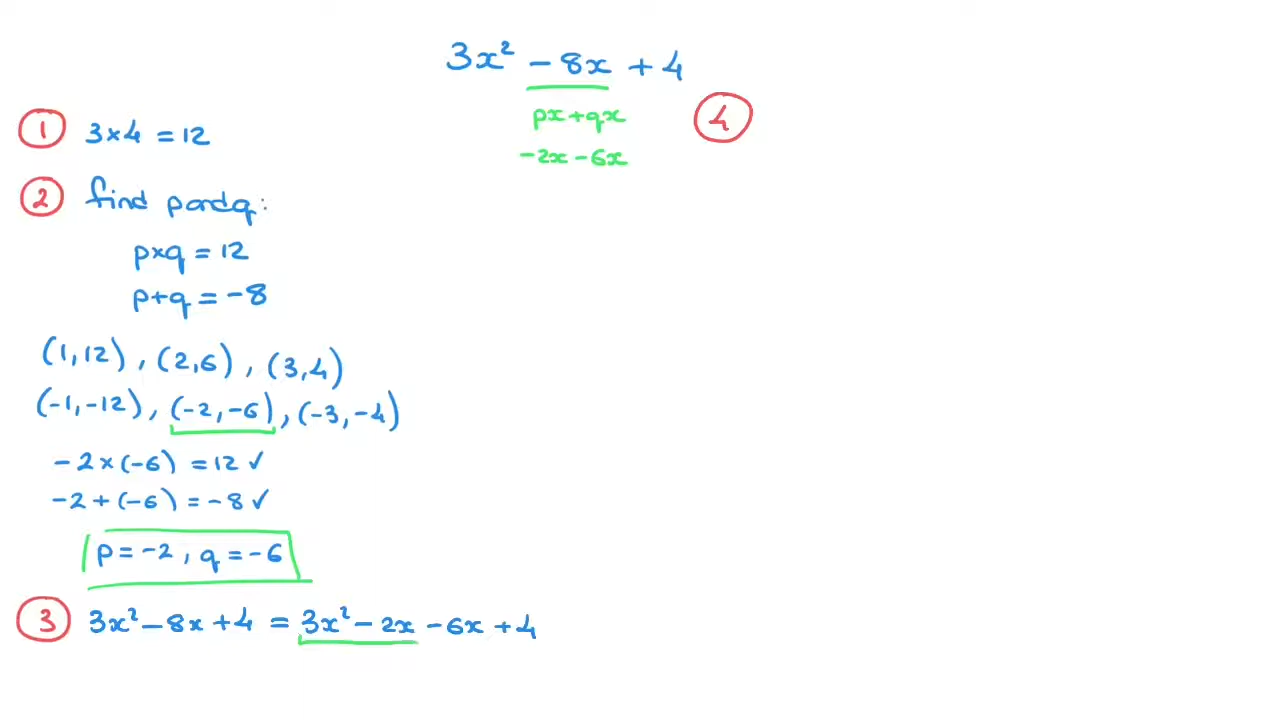 3x² - 8x + 4
px + qx
④
-2x - 6x
① 3 × 4 = 12
② find p and q:
p×q = 12
p+q = -8
(1,12), (2,6), (3,4)
(-1,-12), (-2,-6), (-3,-4)
-2 × (-6) = 12 ✓
-2 + (-6) = -8 ✓
p = -2, q = -6
③ 3x² - 8x + 4 = 3x² - 2x - 6x + 4